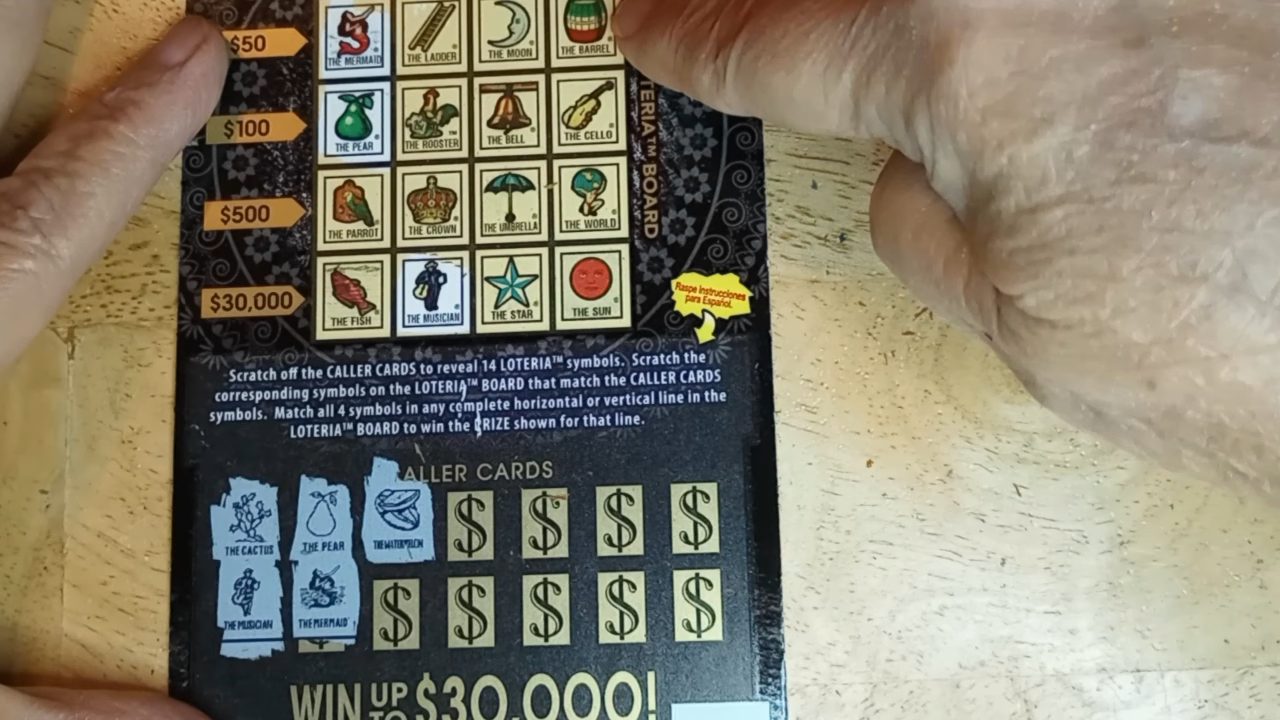 $50
THE MERMAID THE LADDER THE MOON THE BARREL
$100
THE PEAR THE ROOSTER™ THE BELL THE CELLO
$500
THE PARROT THE CROWN THE UMBRELLA THE WORLD
$30,000
THE FISH THE MUSICIAN THE STAR THE SUN
TERIA™ BOARD
Raspe instrucciones
para Español.
Scratch off the CALLER CARDS to reveal 14 LOTERIA™ symbols. Scratch the
corresponding symbols on the LOTERIA™ BOARD that match the CALLER CARDS
symbols. Match all 4 symbols in any complete horizontal or vertical line in the
LOTERIA™ BOARD to win the PRIZE shown for that line.
CALLER CARDS
THE CACTUS THE PEAR THE WATERMELON $ $ $ $
THE MUSICIAN THE MERMAID $ $ $ $ $
WIN UP TO $30,000!